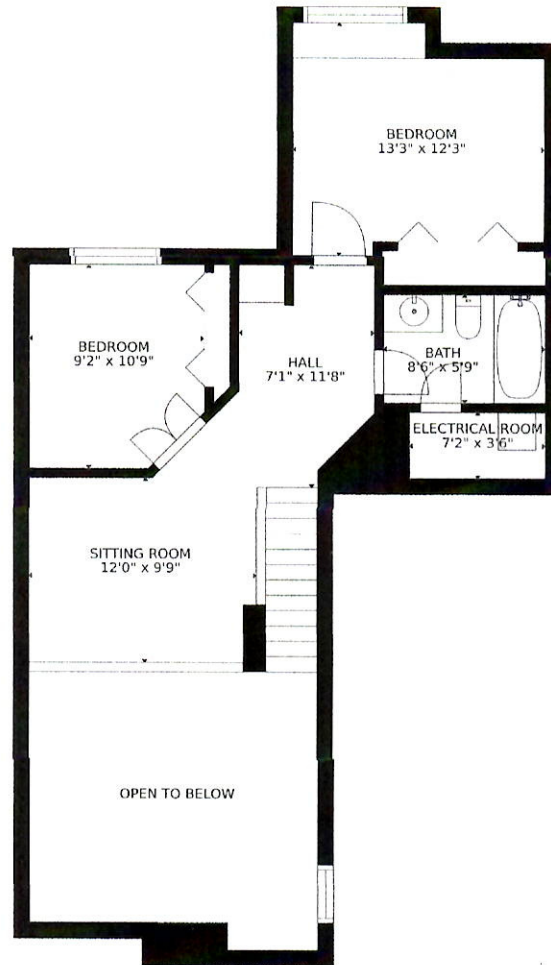 BEDROOM
13'3" x 12'3"
BEDROOM
9'2" x 10'9"
HALL
7'1" x 11'8"
BATH
8'6" x 5'9"
ELECTRICAL ROOM
7'2" x 3'6"
SITTING ROOM
12'0" x 9'9"
OPEN TO BELOW